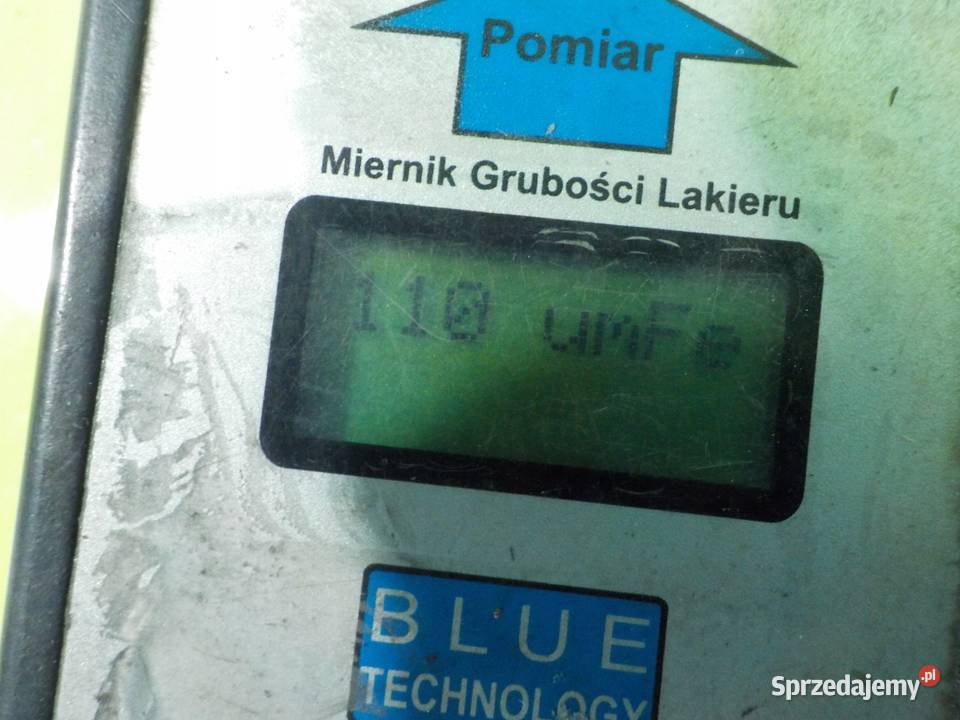 Pomiar
Miernik Grubości Lakieru
110 umFe
BLUE
TECHNOLOGY
Sprzedajemy.pl